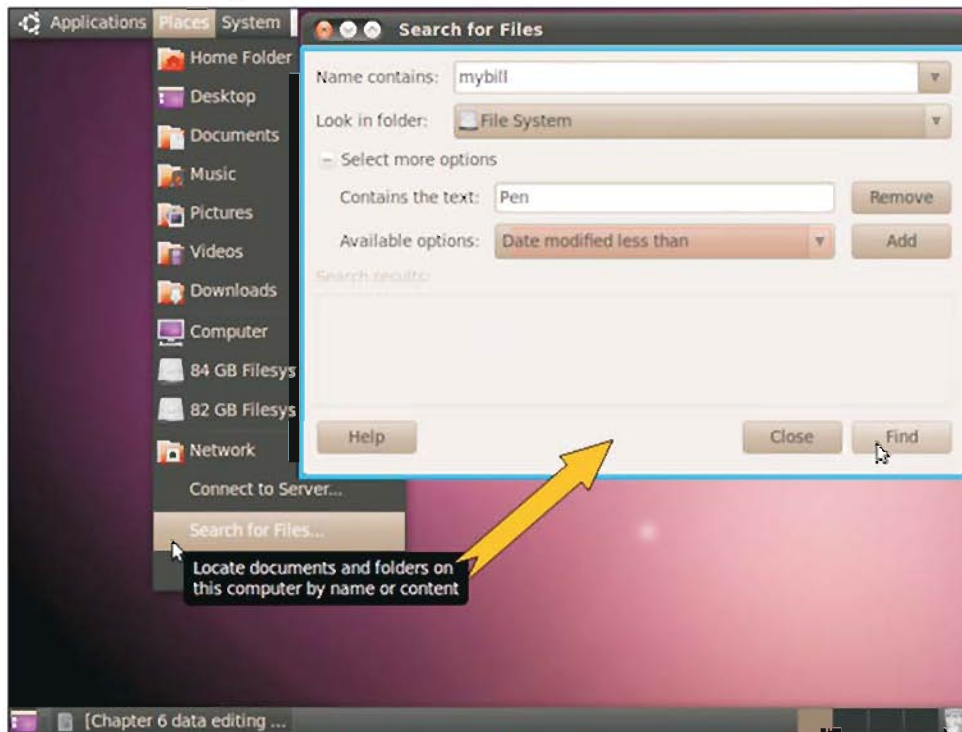 Applications Places System
Home Folder
Desktop
Documents
Music
Pictures
Videos
Downloads
Computer
84 GB Filesys
82 GB Filesys
Network
Connect to Server...
Search for Files...
Locate documents and folders on
this computer by name or content
Search for Files
Name contains: mybill
Look in folder: File System
Select more options
Contains the text: Pen Remove
Available options: Date modified less than Add
Search results:
Help Close Find
[Chapter 6 data editing ...